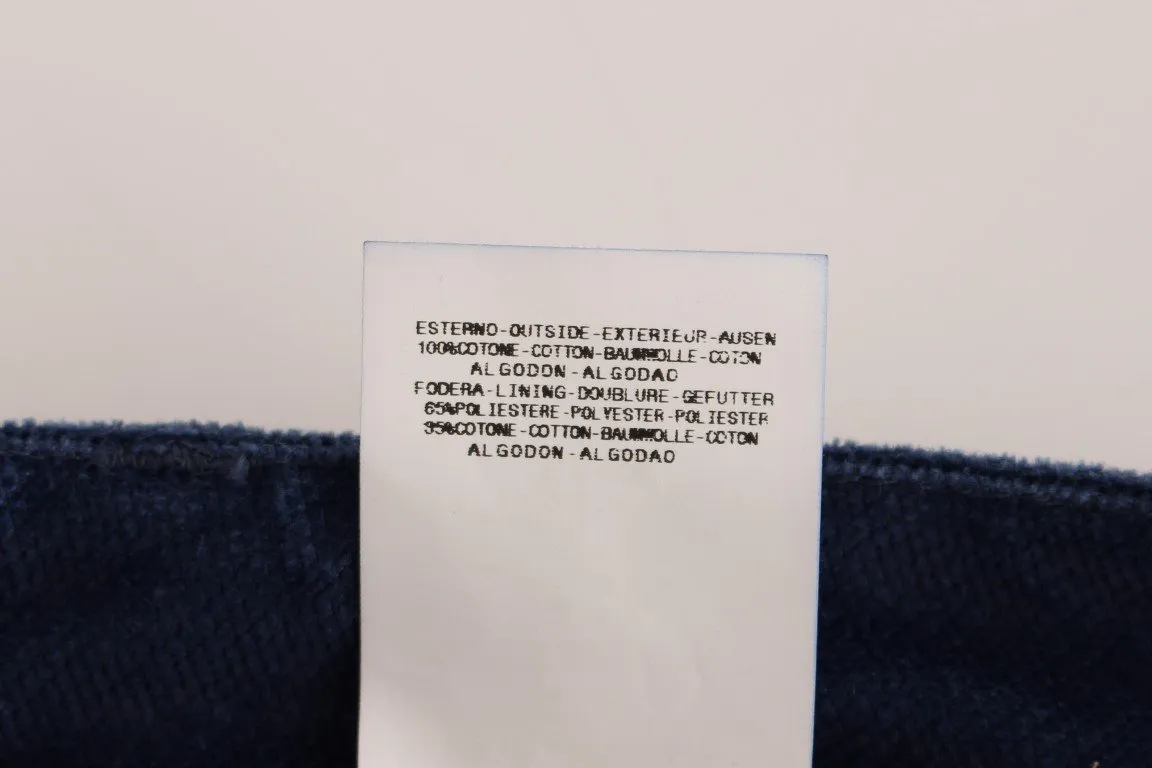 ESTERNO-OUTSIDE-EXTERIEUR-AUSEN
100%COTONE-COTTON-BAUMWOLLE-COTON
ALGODON-ALGODAO
FODERA-LINING-DOUBLURE-GEFUTTER
65%POLIESTERE-POLYESTER-POLIESTER
35%COTONE-COTTON-BAUMWOLLE-COTON
ALGODON-ALGODAO